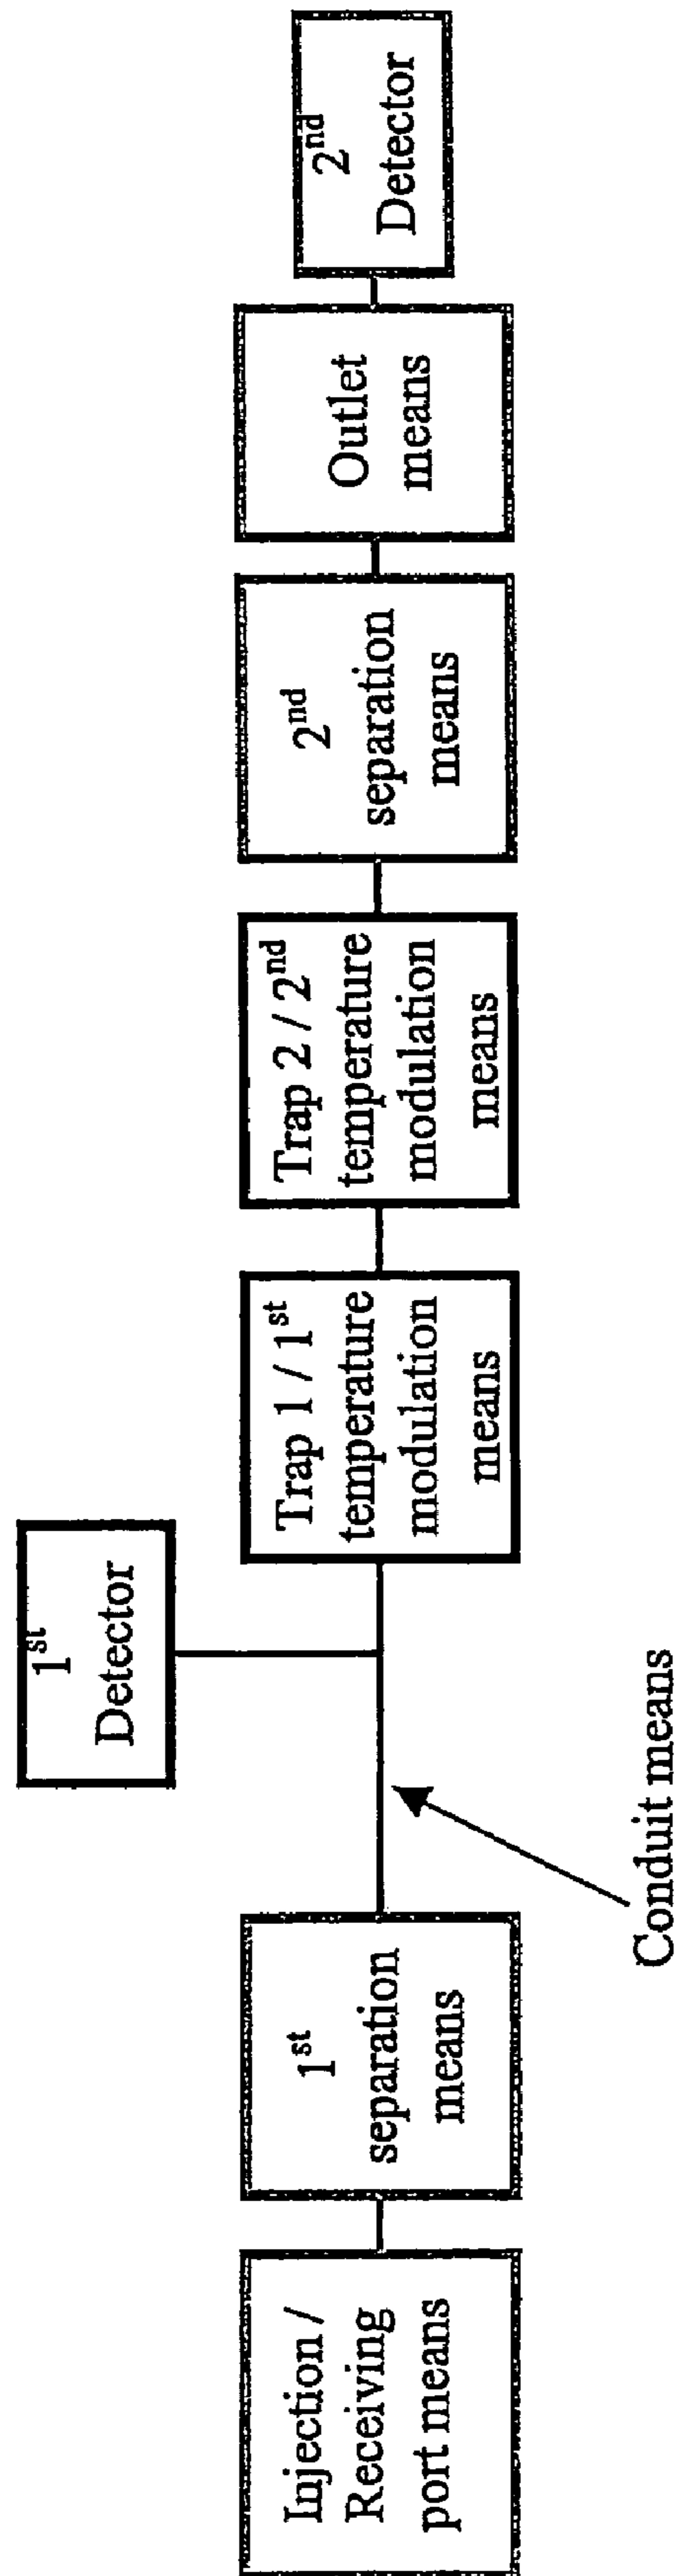 Injection /
Receiving
port means
1st
separation
means
Conduit means
1st
Detector
Trap 1 / 1st
temperature
modulation
means
Trap 2 / 2nd
temperature
modulation
means
2nd
separation
means
Outlet
means
2nd
Detector